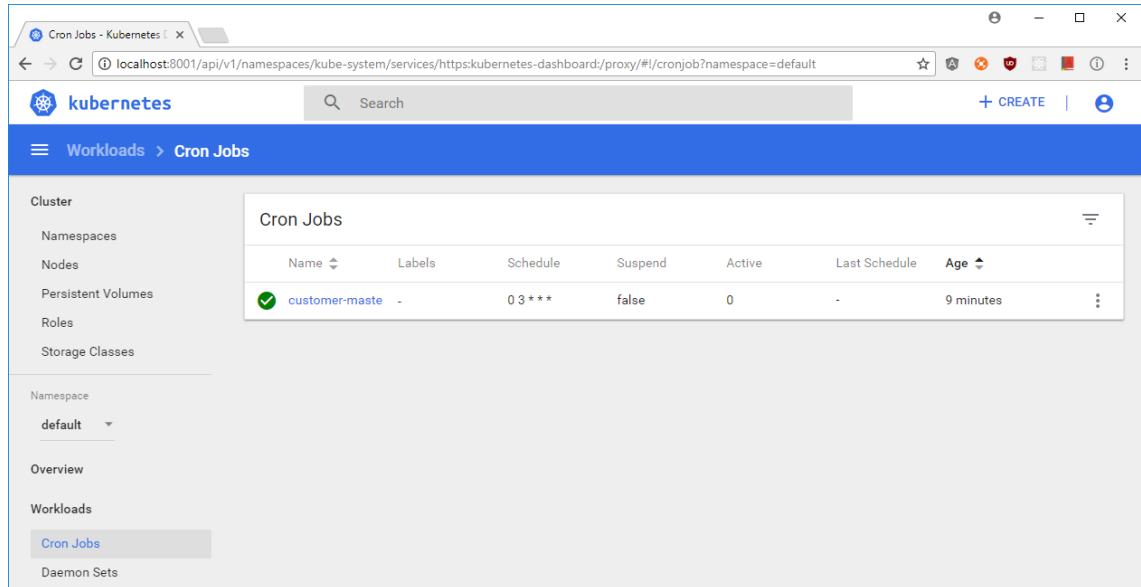 Cron Jobs - Kubernetes D
localhost:8001/api/v1/namespaces/kube-system/services/https:kubernetes-dashboard:/proxy/#!/cronjob?namespace=default
kubernetes Search + CREATE
Workloads > Cron Jobs
Cluster
Namespaces
Nodes
Persistent Volumes
Roles
Storage Classes
Namespace
default
Overview
Workloads
Cron Jobs
Daemon Sets
Cron Jobs
Name Labels Schedule Suspend Active Last Schedule Age
customer-maste - 0 3 * * * false 0 - 9 minutes